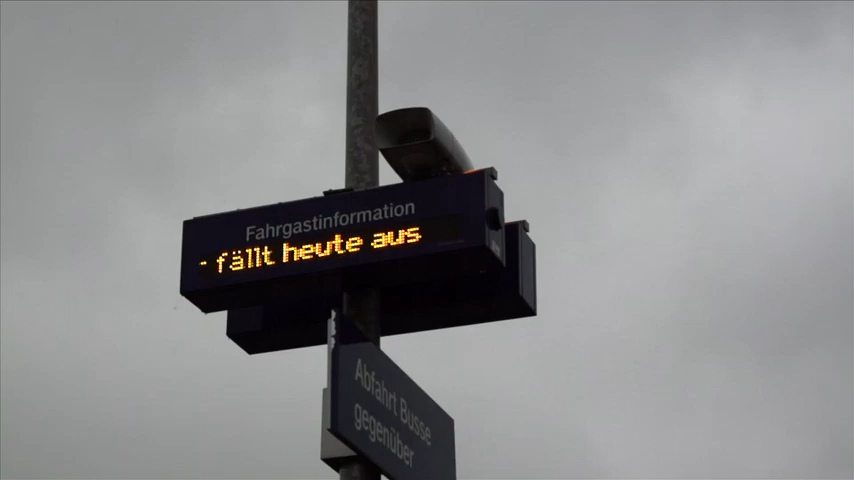 Fahrgastinformation
- fällt heute aus
Abfahrt Busse
gegenüber